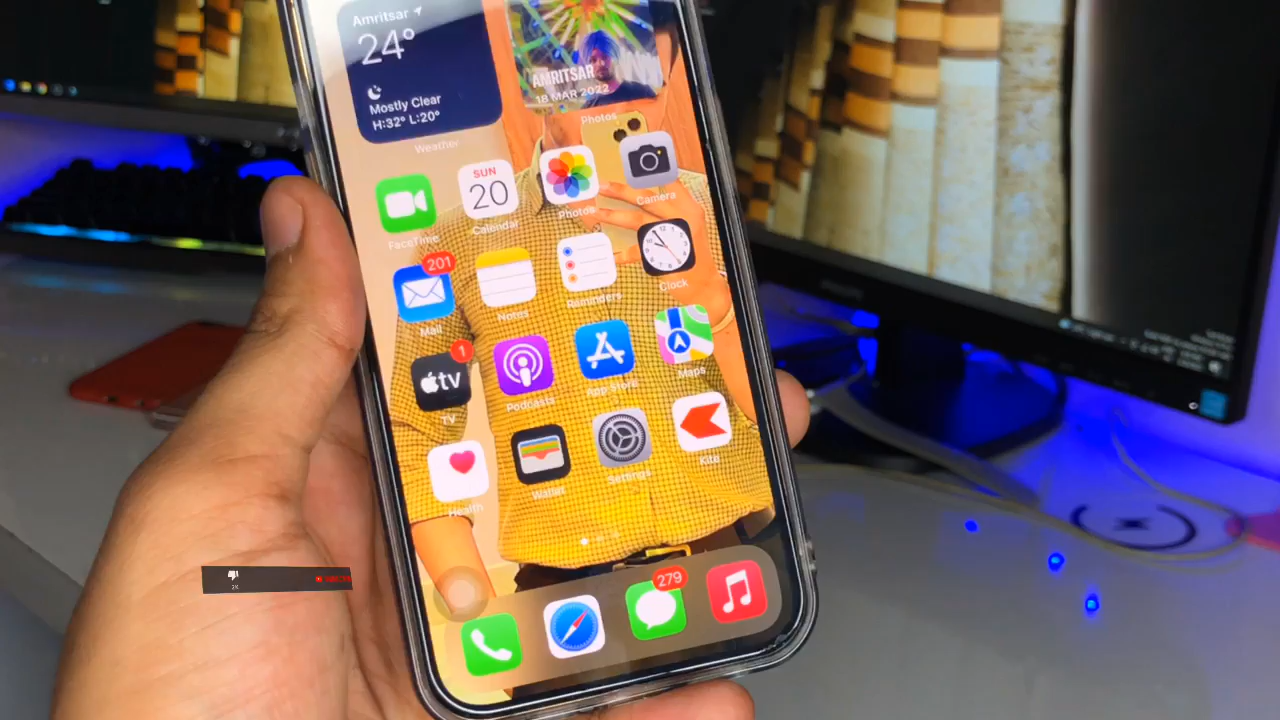 Amritsar
24°
Mostly Clear
H:32° L:20°
Weather
AMRITSAR
18 MAR 2022
Photos
FaceTime
SUN
20
Calendar
Photos
Camera
201
Mail
Notes
Reminders
Clock
1
tv
TV
Podcasts
App Store
Maps
Health
Wallet
Settings
Kite
279
2K